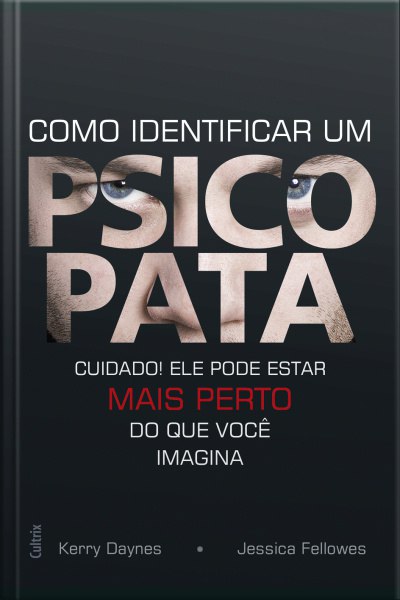 COMO IDENTIFICAR UM
PSICO
PATA
CUIDADO! ELE PODE ESTAR
MAIS PERTO
DO QUE VOCÊ
IMAGINA
Cultrix
Kerry Daynes • Jessica Fellowes